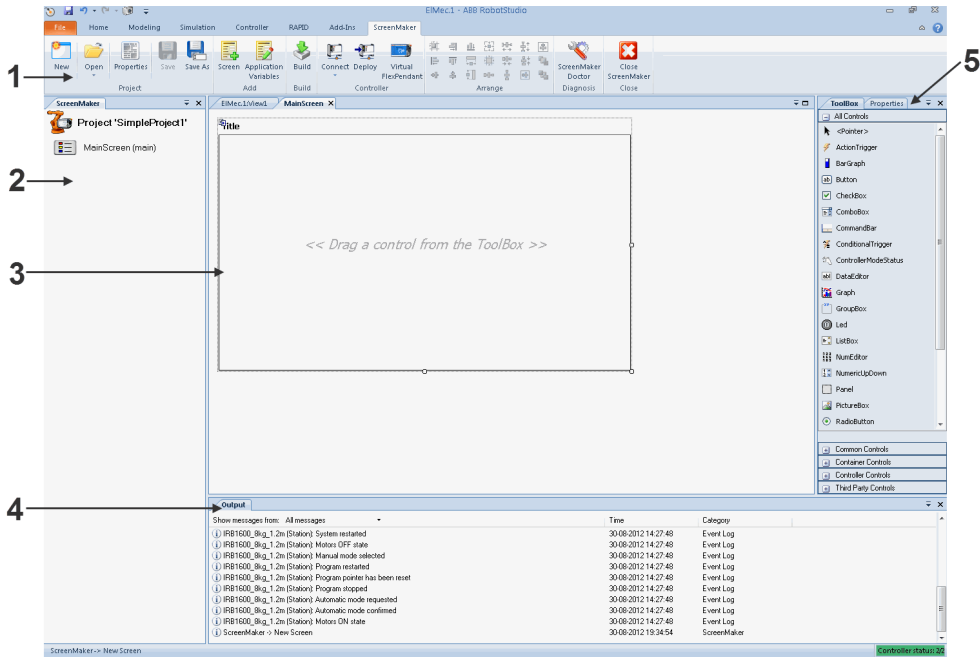 EIMec.1 - ABB RobotStudio
File Home Modeling Simulation Controller RAPID Add-Ins ScreenMaker
New Open Properties Save Save As Screen Application Variables Build Connect Deploy Virtual FlexPendant ScreenMaker Doctor Close ScreenMaker
Project Add Build Controller Arrange Diagnosis Close
1
5
ScreenMaker
EIMec.1:View1 MainScreen
ToolBox Properties
Project 'SimpleProject1'
MainScreen (main)
2
Title
<< Drag a control from the ToolBox >>
3
All Controls
<Pointer>
ActionTrigger
BarGraph
Button
CheckBox
ComboBox
CommandBar
ConditionalTrigger
ControllerModeStatus
DataEditor
Graph
GroupBox
Led
ListBox
NumEditor
NumericUpDown
Panel
PictureBox
RadioButton
Common Controls
Container Controls
Controller Controls
Third Party Controls
4
Output
Show messages from: All messages Time Category
IRB1600_8kg_1.2m (Station): System restarted 30-08-2012 14:27:48 Event Log
IRB1600_8kg_1.2m (Station): Motors OFF state 30-08-2012 14:27:48 Event Log
IRB1600_8kg_1.2m (Station): Manual mode selected 30-08-2012 14:27:48 Event Log
IRB1600_8kg_1.2m (Station): Program restarted 30-08-2012 14:27:48 Event Log
IRB1600_8kg_1.2m (Station): Program pointer has been reset 30-08-2012 14:27:48 Event Log
IRB1600_8kg_1.2m (Station): Program stopped 30-08-2012 14:27:48 Event Log
IRB1600_8kg_1.2m (Station): Automatic mode requested 30-08-2012 14:27:48 Event Log
IRB1600_8kg_1.2m (Station): Automatic mode confirmed 30-08-2012 14:27:48 Event Log
IRB1600_8kg_1.2m (Station): Motors ON state 30-08-2012 14:27:48 Event Log
ScreenMaker -> New Screen 30-08-2012 19:34:54 ScreenMaker
ScreenMaker-> New Screen Controller status: 2/2